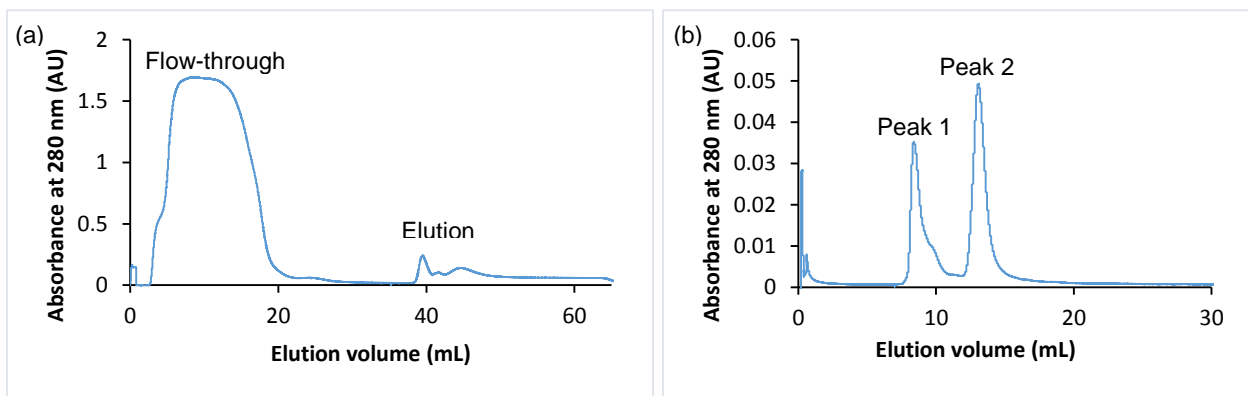 (a)
Absorbance at 280 nm (AU)
2
1.5
1
0.5
0
Flow-through
Elution
0 20 40 60
Elution volume (mL)
(b)
Absorbance at 280 nm (AU)
0.06
0.05
0.04
0.03
0.02
0.01
0
Peak 1
Peak 2
0 10 20 30
Elution volume (mL)